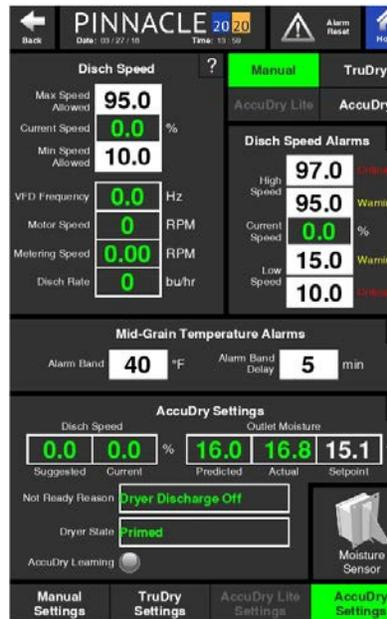 PINNACLE 20 20
Back
Date: 03 / 27 / 18
Time: 13 : 59
Alarm
Reset
Disch Speed
?
Manual
TruDry
AccuDry Lite
AccuDry
Max Speed
Allowed
95.0
Current Speed
0.0 %
Min Speed
Allowed
10.0
VFD Frequency 0.0 Hz
Motor Speed 0 RPM
Metering Speed 0.00 RPM
Disch Rate 0 bu/hr
Disch Speed Alarms
High
Speed
97.0
95.0
Current
Speed
0.0 %
Low
Speed
15.0
10.0
Mid-Grain Temperature Alarms
Alarm Band 40 °F
Alarm Band
Delay
5 min
AccuDry Settings
Disch Speed
Outlet Moisture
0.0 0.0 % 16.0 16.8 15.1
Suggested Current Predicted Actual Setpoint
Not Ready Reason Dryer Discharge Off
Dryer State Primed
AccuDry Learning
Moisture
Sensor
Manual
Settings
TruDry
Settings
AccuDry Lite
Settings
AccuDry
Settings